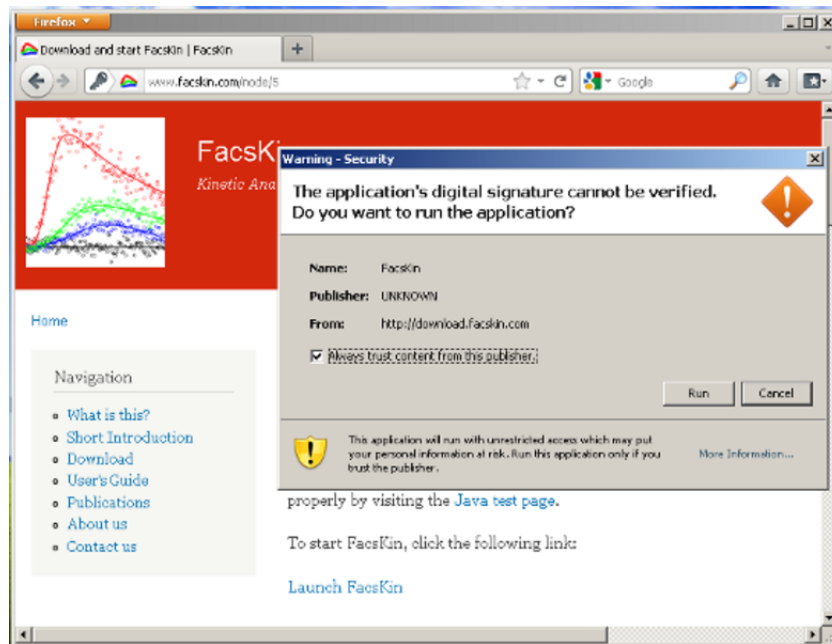 Firefox
Download and start FacsKin | FacsKin
www.facskin.com/node/5
Google
FacsK
Kinetic Ana
Warning - Security
The application's digital signature cannot be verified.
Do you want to run the application?
Name: FacsKin
Publisher: UNKNOWN
From: http://download.facskin.com
Always trust content from this publisher.
Run Cancel
This application will run with unrestricted access which may put
your personal information at risk. Run this application only if you
trust the publisher.
More Information...
Home
Navigation
What is this?
Short Introduction
Download
User's Guide
Publications
About us
Contact us
properly by visiting the Java test page.
To start FacsKin, click the following link:
Launch FacsKin